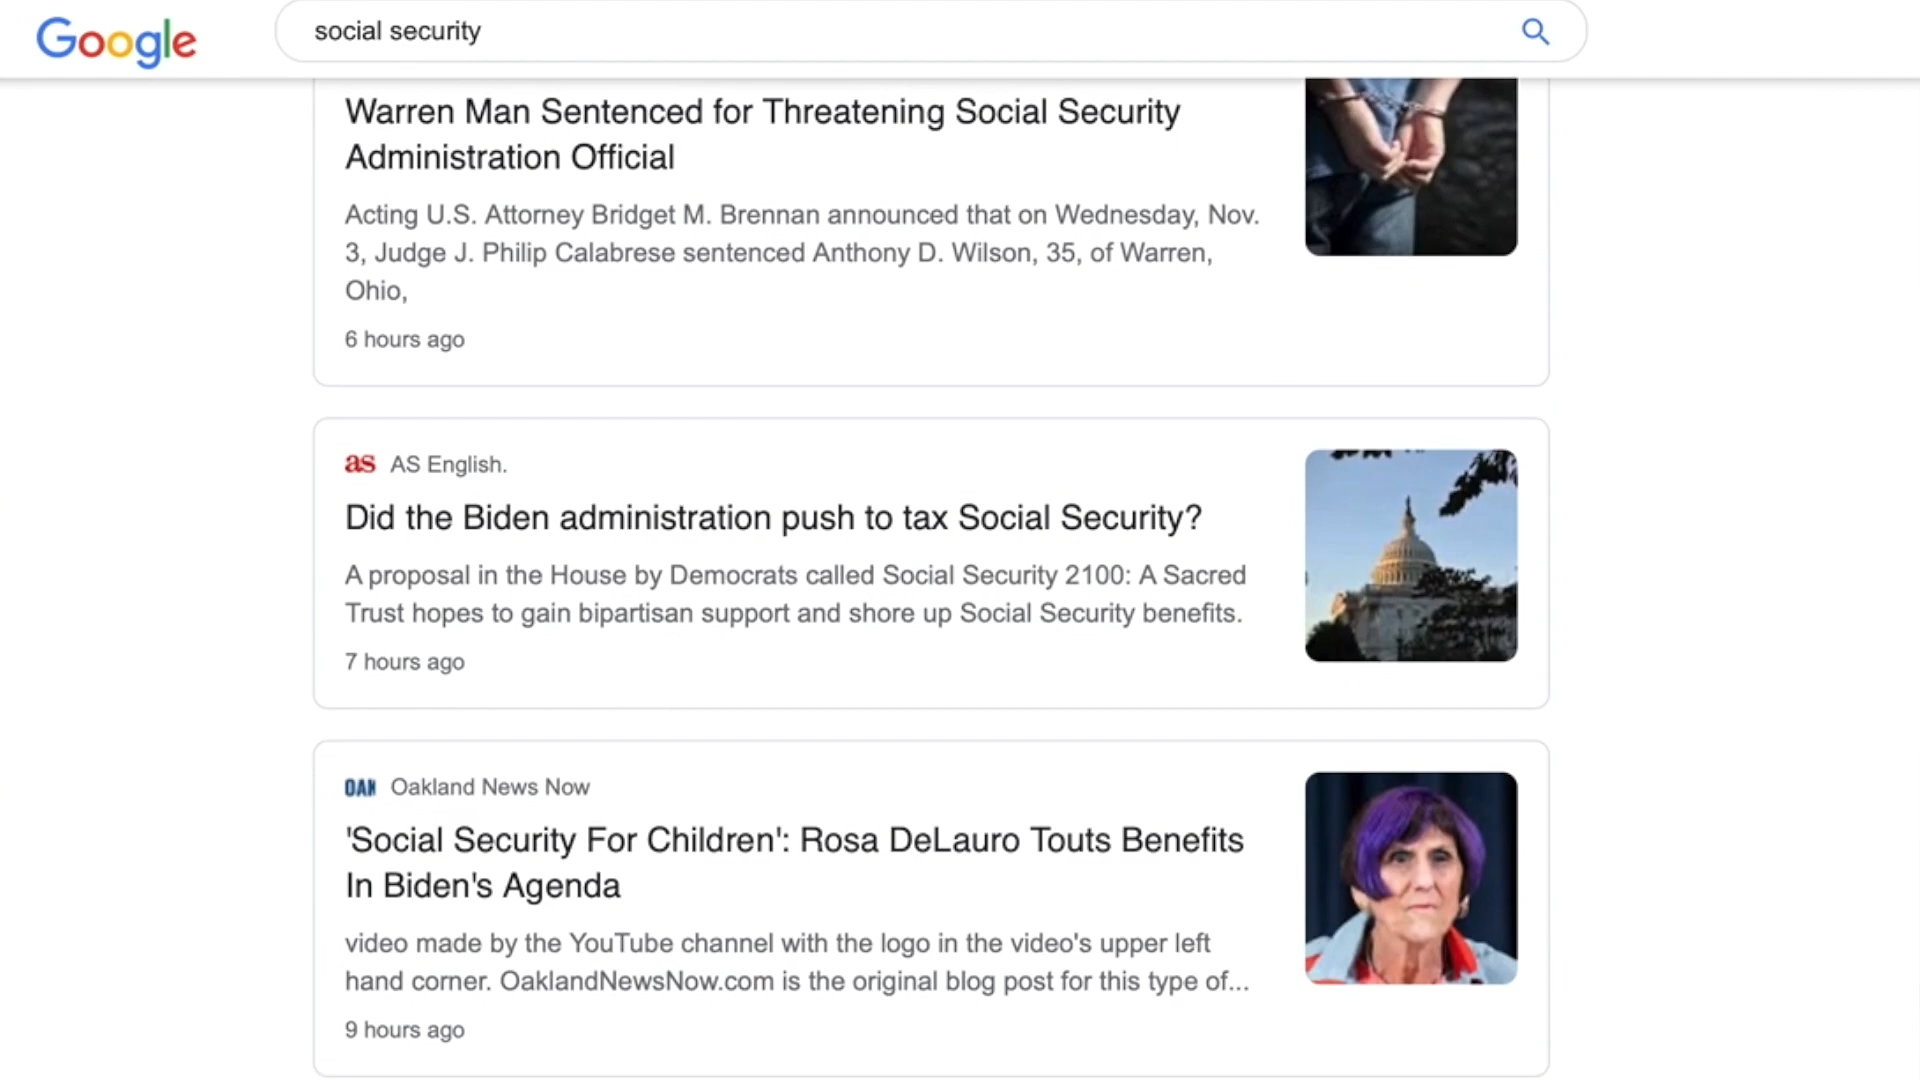 Google
social security
Warren Man Sentenced for Threatening Social Security
Administration Official
Acting U.S. Attorney Bridget M. Brennan announced that on Wednesday, Nov.
3, Judge J. Philip Calabrese sentenced Anthony D. Wilson, 35, of Warren,
Ohio,
6 hours ago
as AS English.
Did the Biden administration push to tax Social Security?
A proposal in the House by Democrats called Social Security 2100: A Sacred
Trust hopes to gain bipartisan support and shore up Social Security benefits.
7 hours ago
OAN Oakland News Now
'Social Security For Children': Rosa DeLauro Touts Benefits
In Biden's Agenda
video made by the YouTube channel with the logo in the video's upper left
hand corner. OaklandNewsNow.com is the original blog post for this type of...
9 hours ago